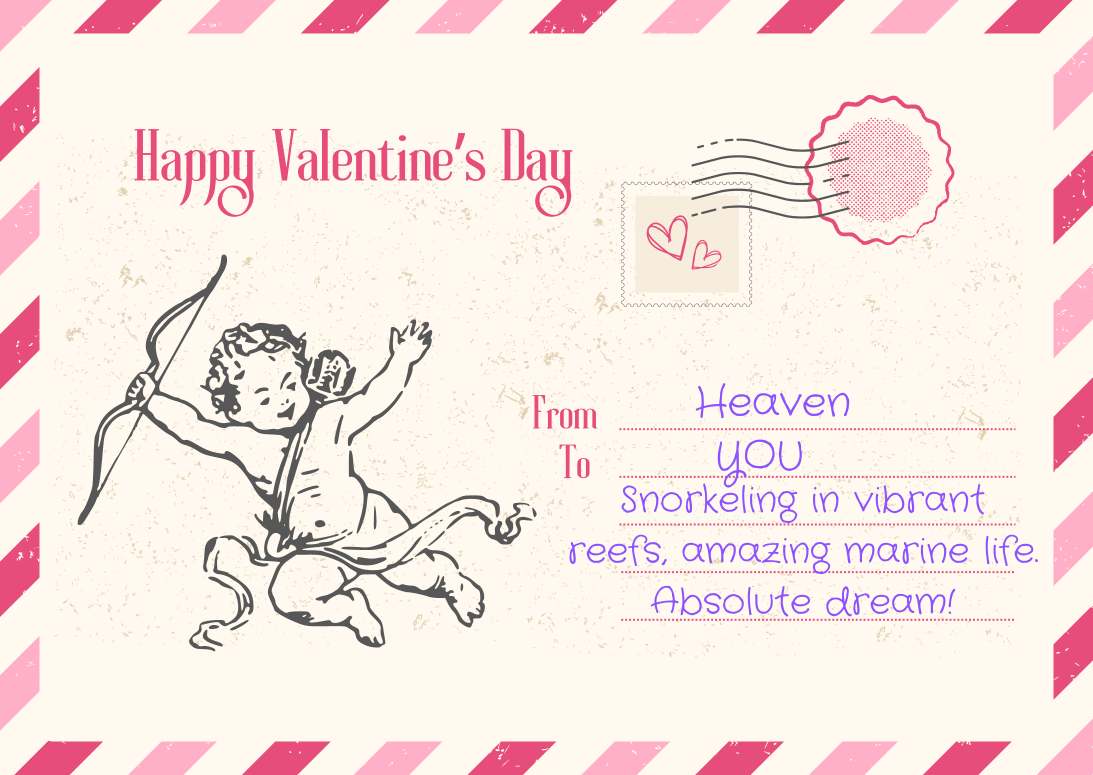 Happy Valentine's Day
From Heaven
To YOU
Snorkeling in vibrant
reefs, amazing marine life.
Absolute dream!